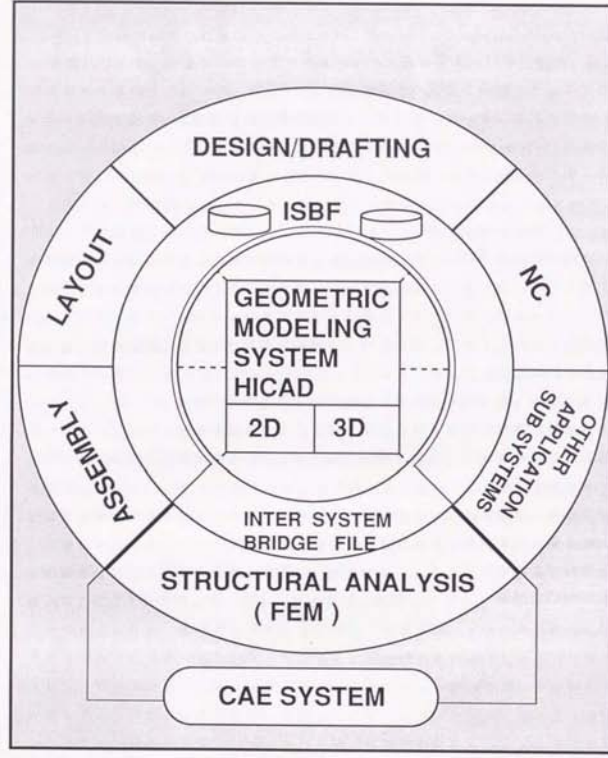 DESIGN/DRAFTING
ISBF
LAYOUT
NC
GEOMETRIC
MODELING
SYSTEM
HICAD
2D 3D
ASSEMBLY
OTHER
APPLICATION
SUB SYSTEMS
INTER SYSTEM
BRIDGE FILE
STRUCTURAL ANALYSIS
( FEM )
CAE SYSTEM